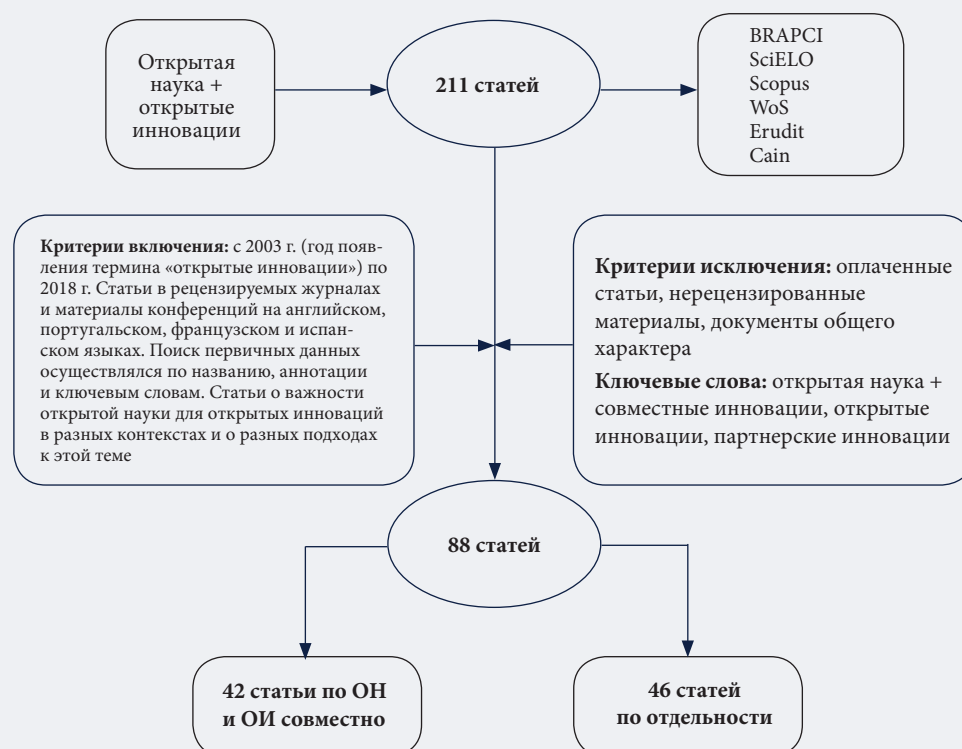 Открытая
наука +
открытые
инновации
211 статей
BRAPCI
SciELO
Scopus
WoS
Erudit
Cain
Критерии включения: с 2003 г. (год появ-
ления термина «открытые инновации») по
2018 г. Статьи в рецензируемых журналах
и материалы конференций на английском,
португальском, французском и испан-
ском языках. Поиск первичных данных
осуществлялся по названию, аннотации
и ключевым словам. Статьи о важности
открытой науки для открытых инноваций
в разных контекстах и о разных подходах
к этой теме
Критерии исключения: оплаченные
статьи, нерецензированные
материалы, документы общего
характера
Ключевые слова: открытая наука +
совместные инновации, открытые
инновации, партнерские инновации
88 статей
42 статьи по ОН
и ОИ совместно
46 статей
по отдельности